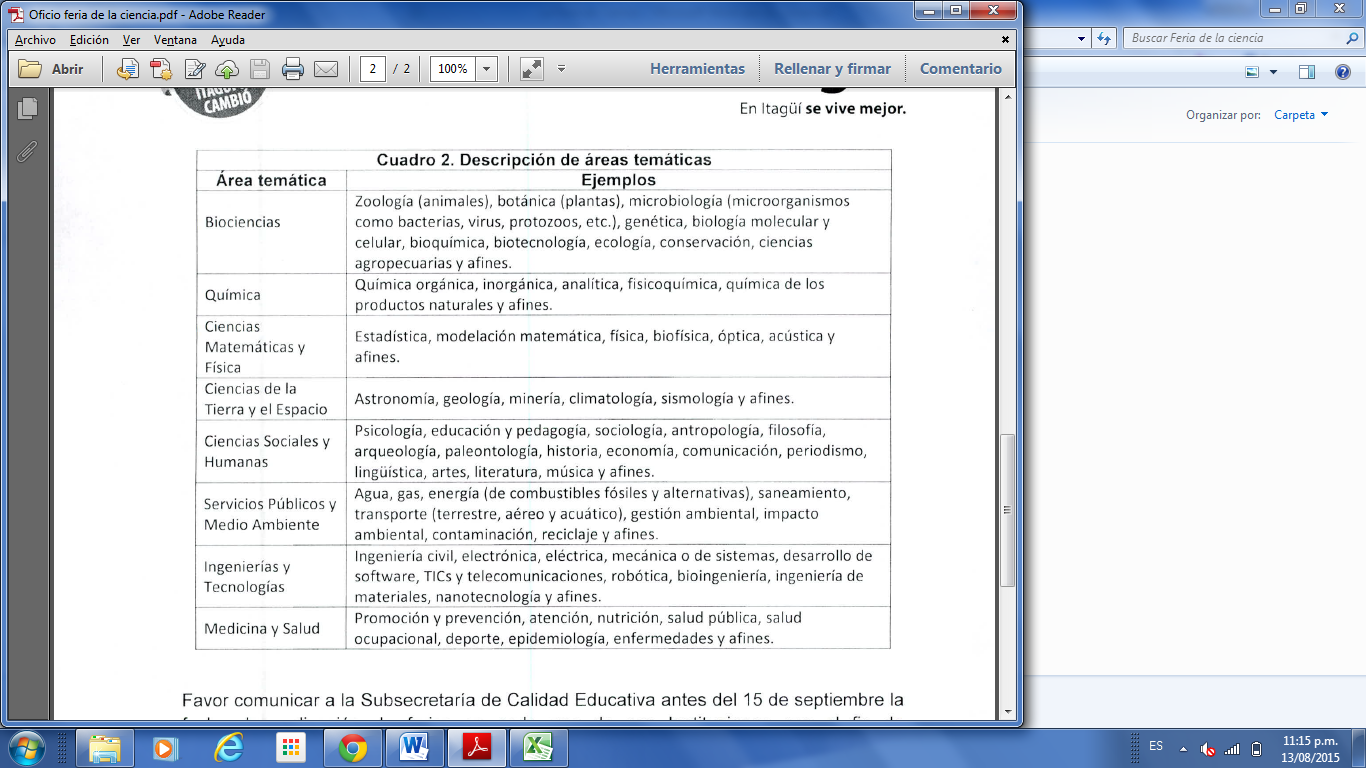 Oficio feria de la ciencia.pdf - Adobe Reader
Archivo Edición Ver Ventana Ayuda
Buscar Feria de la ciencia
Abrir 2 / 2 100% Herramientas Rellenar y firmar Comentario
Organizar por: Carpeta
CAMBIÓ
En Itagüí se vive mejor.
Cuadro 2. Descripción de áreas temáticas
Área temática Ejemplos
Biociencias
Zoología (animales), botánica (plantas), microbiología (microorganismos
como bacterias, virus, protozoos, etc.), genética, biología molecular y
celular, bioquímica, biotecnología, ecología, conservación, ciencias
agropecuarias y afines.
Química
Química orgánica, inorgánica, analítica, fisicoquímica, química de los
productos naturales y afines.
Ciencias
Matemáticas y
Física
Estadística, modelación matemática, física, biofísica, óptica, acústica y
afines.
Ciencias de la
Tierra y el Espacio
Astronomía, geología, minería, climatología, sismología y afines.
Ciencias Sociales y
Humanas
Psicología, educación y pedagogía, sociología, antropología, filosofía,
arqueología, paleontología, historia, economía, comunicación, periodismo,
lingüística, artes, literatura, música y afines.
Servicios Públicos y
Medio Ambiente
Agua, gas, energía (de combustibles fósiles y alternativas), saneamiento,
transporte (terrestre, aéreo y acuático), gestión ambiental, impacto
ambiental, contaminación, reciclaje y afines.
Ingenierías y
Tecnologías
Ingeniería civil, electrónica, eléctrica, mecánica o de sistemas, desarrollo de
software, TICs y telecomunicaciones, robótica, bioingeniería, ingeniería de
materiales, nanotecnología y afines.
Medicina y Salud
Promoción y prevención, atención, nutrición, salud pública, salud
ocupacional, deporte, epidemiología, enfermedades y afines.
Favor comunicar a la Subsecretaría de Calidad Educativa antes del 15 de septiembre la
ES
11:15 p.m.
13/08/2015